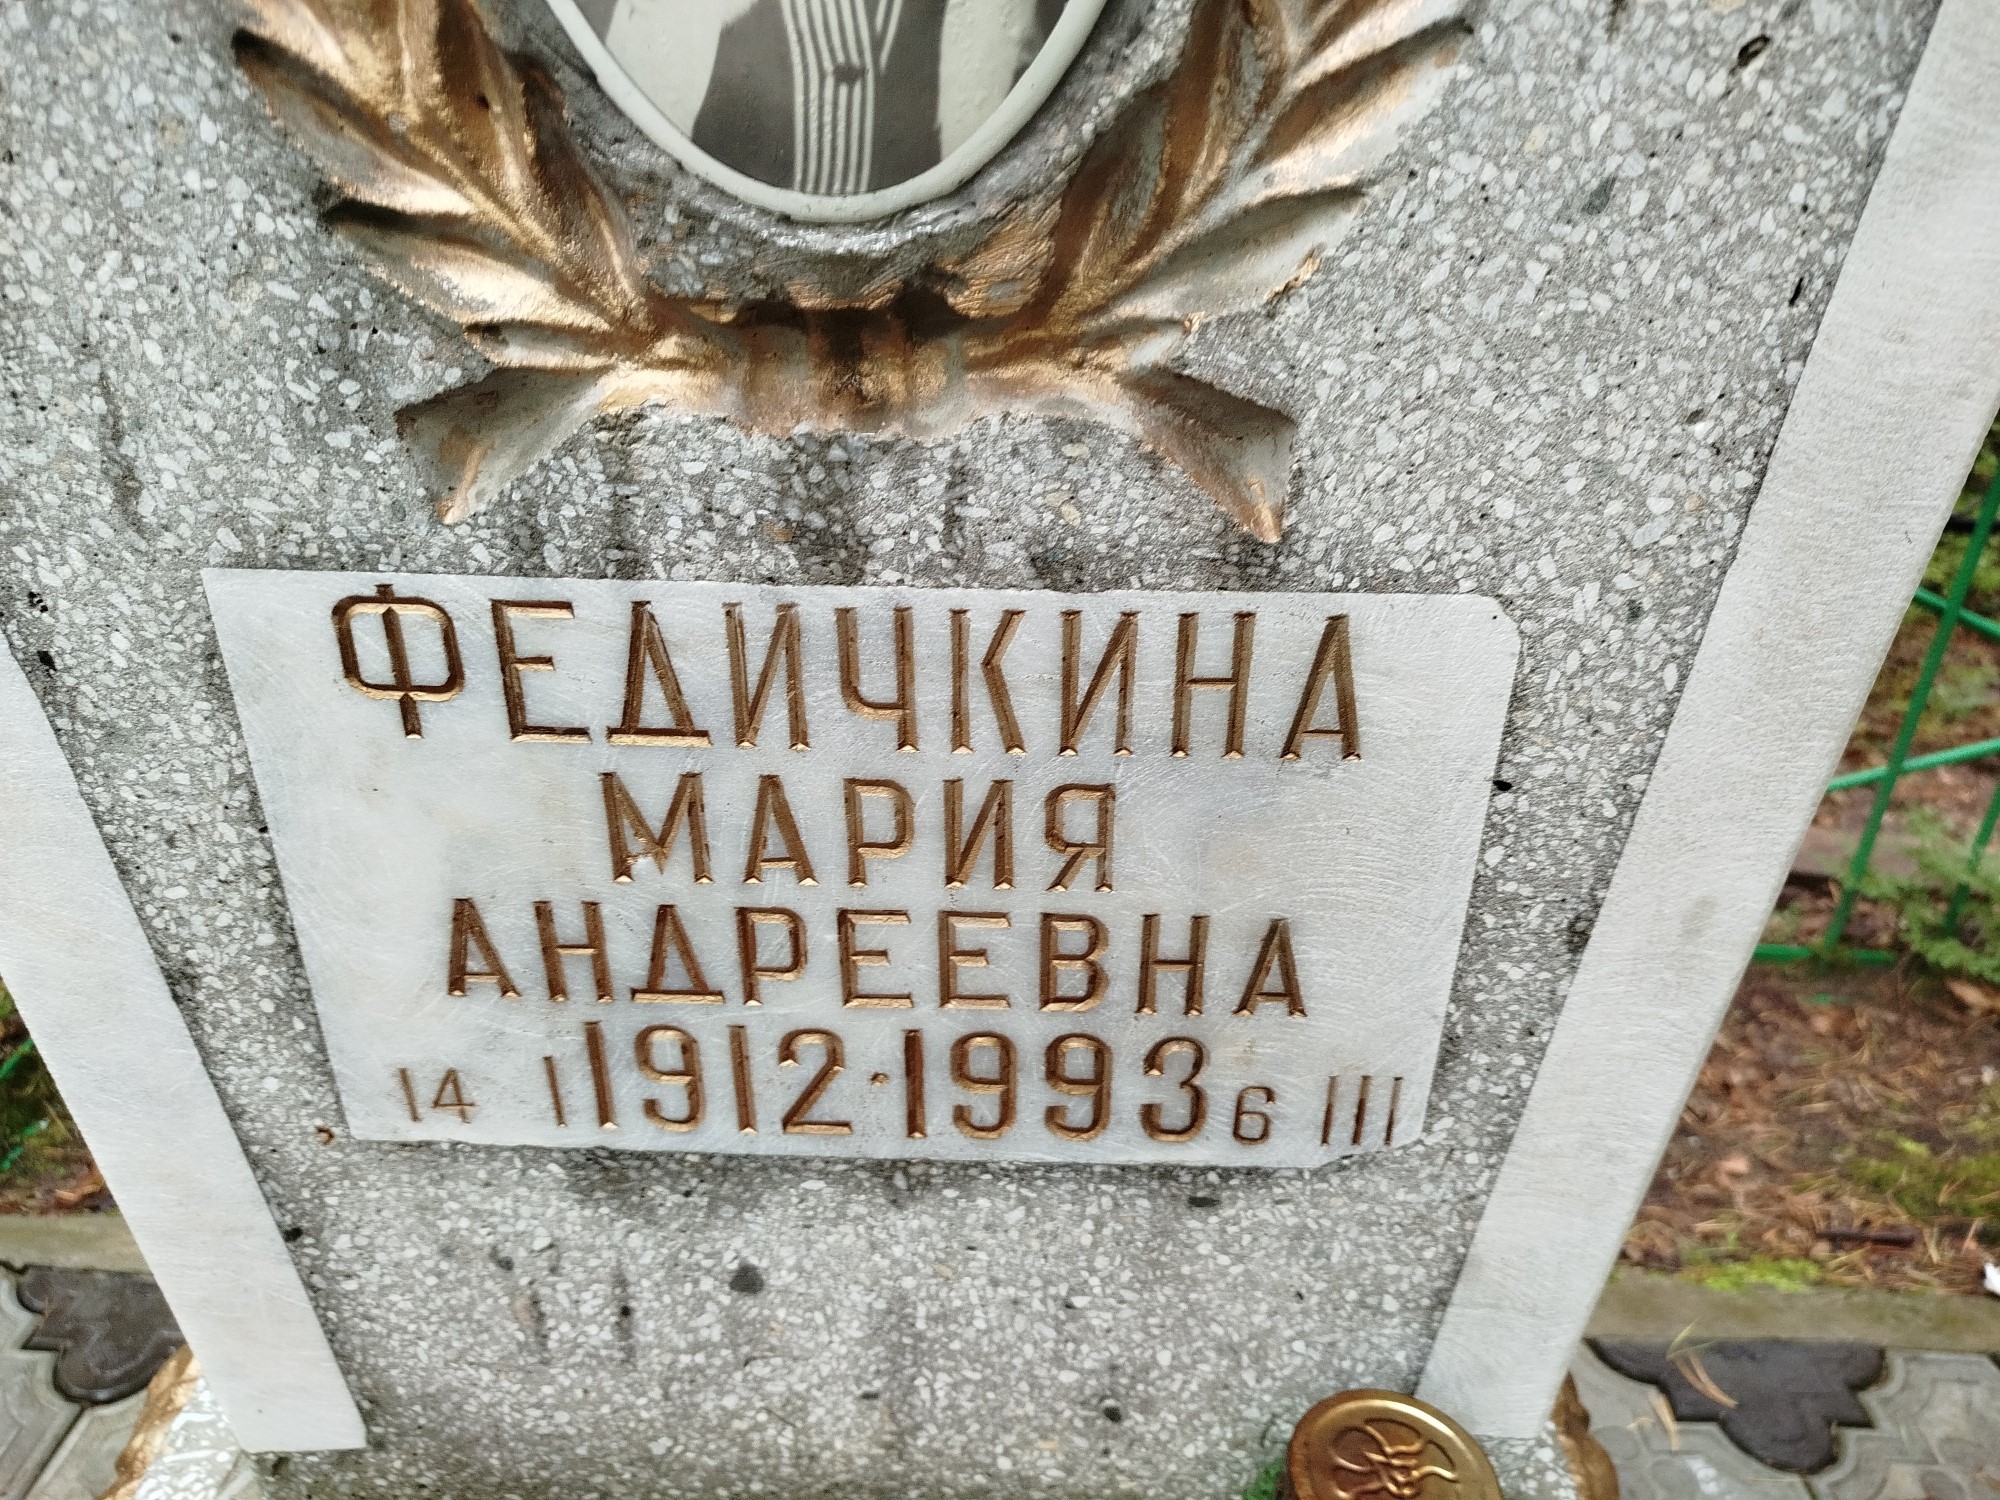 ФЕДИЧКИНА
МАРИЯ
АНДРЕЕВНА
14 I 1912·1993 6 III